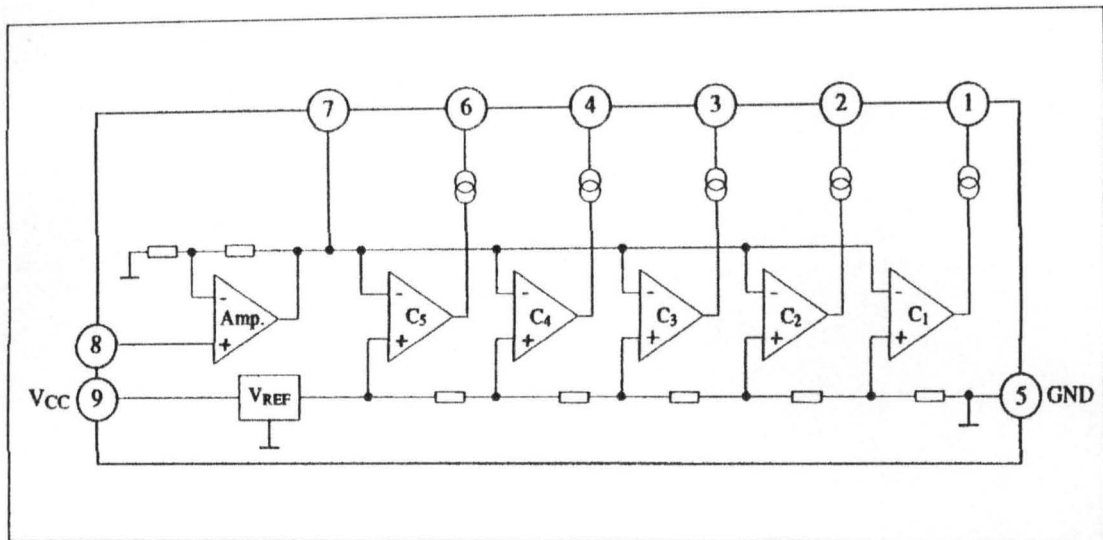 7 6 4 3 2 1
- - - - - -
Amp. C5 C4 C3 C2 C1
+ + + + + +
8
VCC 9 VREF 5 GND